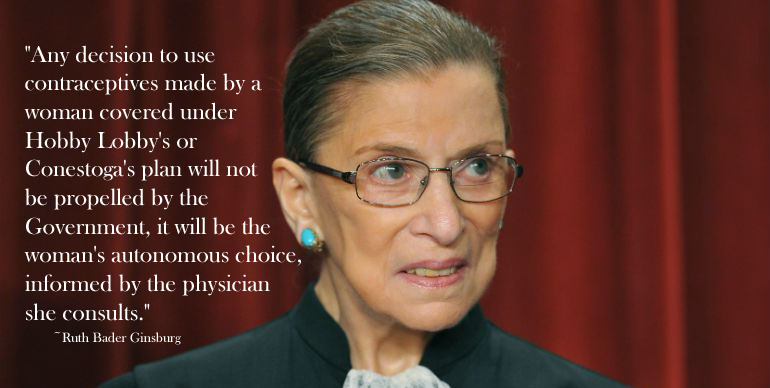 "Any decision to use
contraceptives made by a
woman covered under
Hobby Lobby's or
Conestoga's plan will not
be propelled by the
Government, it will be the
woman's autonomous choice,
informed by the physician
she consults."
~Ruth Bader Ginsburg